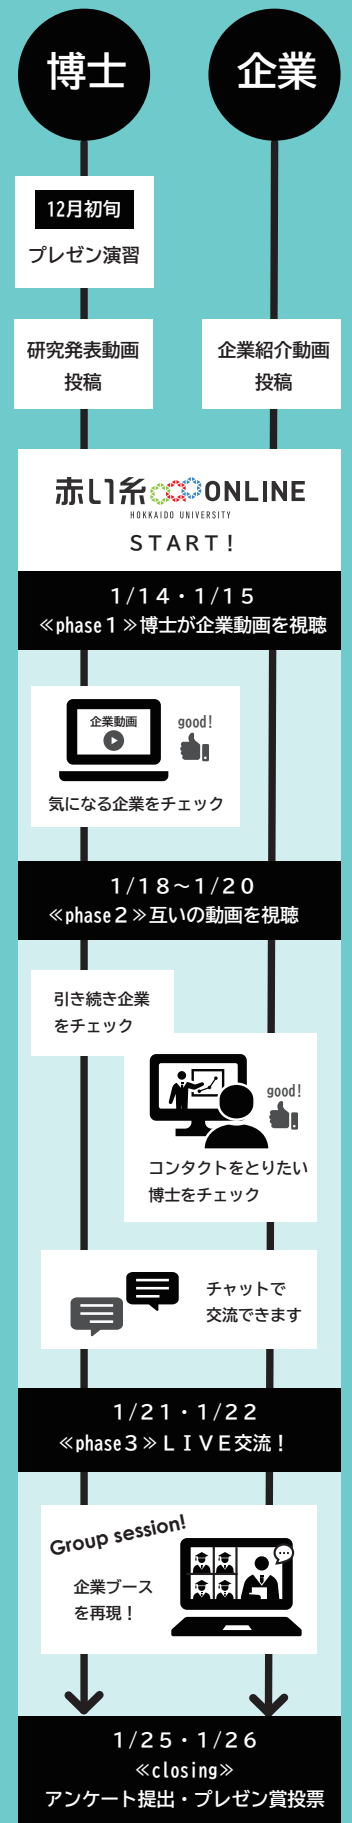 博士
企業
12月初旬
プレゼン演習
研究発表動画
投稿
企業紹介動画
投稿
赤い糸ONLINE
HOKKAIDO UNIVERSITY
START！
1/14・1/15
≪phase１≫博士が企業動画を視聴
企業動画
good!
気になる企業をチェック
1/18～1/20
≪phase２≫互いの動画を視聴
引き続き企業
をチェック
good!
コンタクトをとりたい
博士をチェック
チャットで
交流できます
1/21・1/22
≪phase３≫ＬＩＶＥ交流！
Group session!
企業ブース
を再現！
1/25・1/26
≪closing≫
アンケート提出・プレゼン賞投票